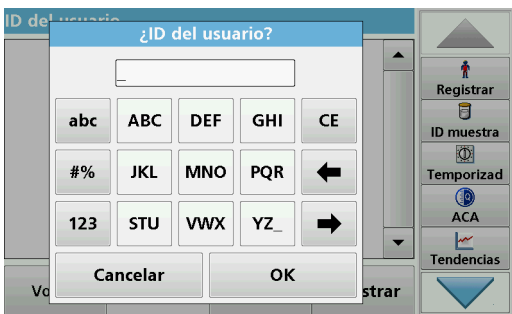 ID del usuario
¿ID del usuario?
_
abc ABC DEF GHI CE
#% JKL MNO PQR
123 STU VWX YZ_
Cancelar OK
Vo strar
Registrar
ID muestra
Temporizad
ACA
Tendencias